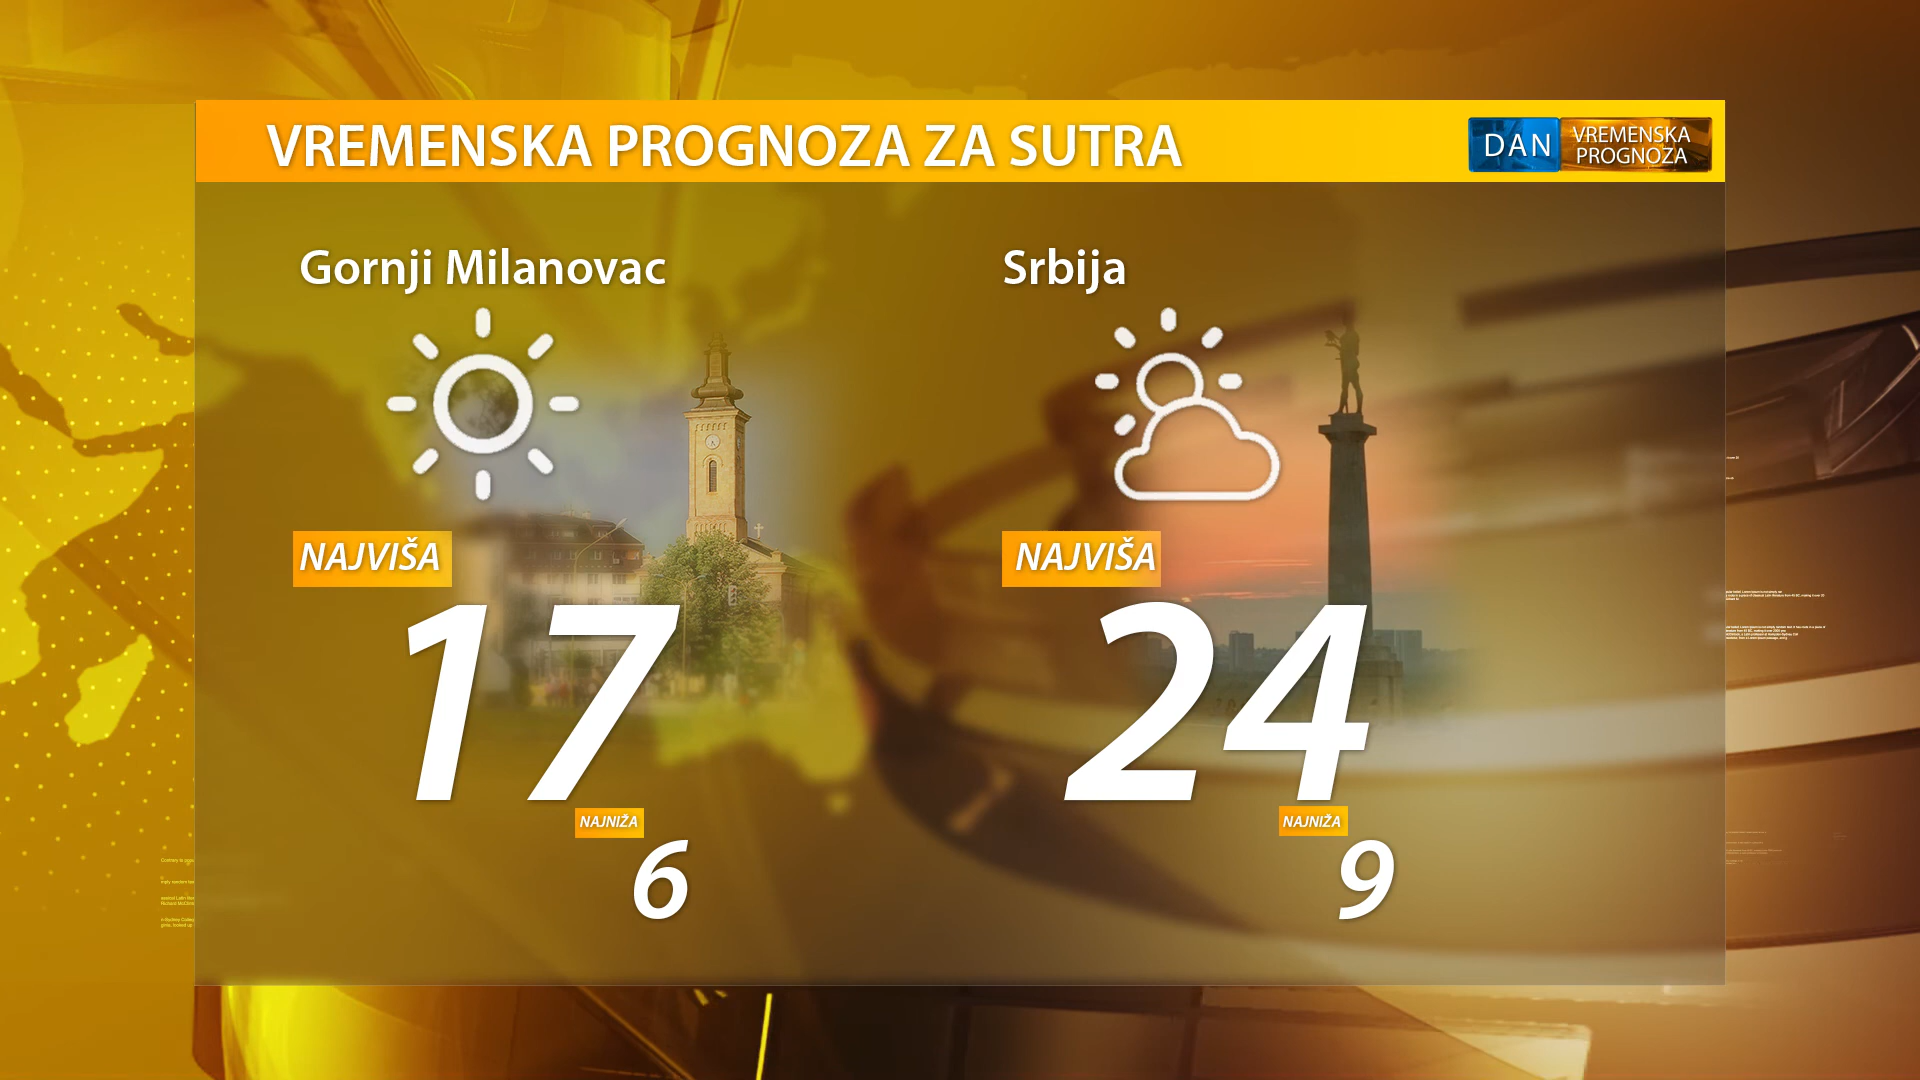 VREMENSKA PROGNOZA ZA SUTRA
DAN
VREMENSKA
PROGNOZA
Gornji Milanovac
NAJVIŠA
17
NAJNIŽA
6
Srbija
NAJVIŠA
24
NAJNIŽA
9